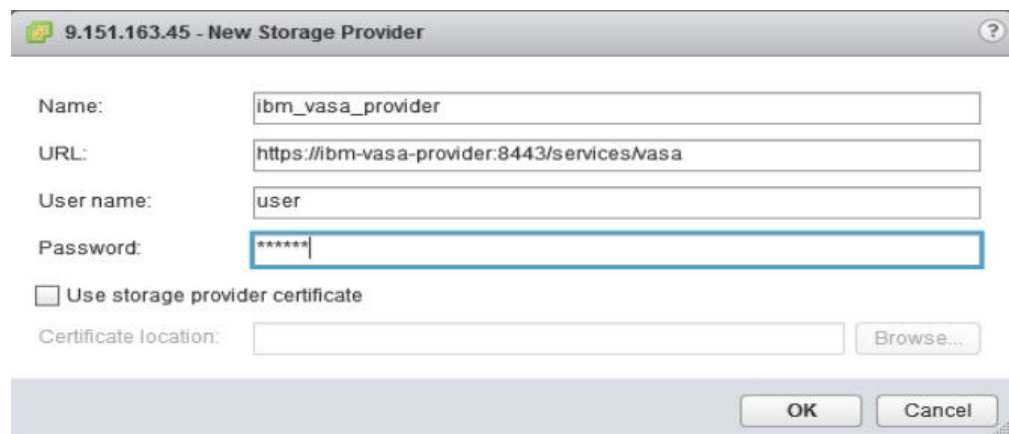 9.151.163.45 - New Storage Provider ?
Name: ibm_vasa_provider
URL: https://ibm-vasa-provider:8443/services/vasa
User name: user
Password: ******
Use storage provider certificate
Certificate location: Browse...
OK Cancel